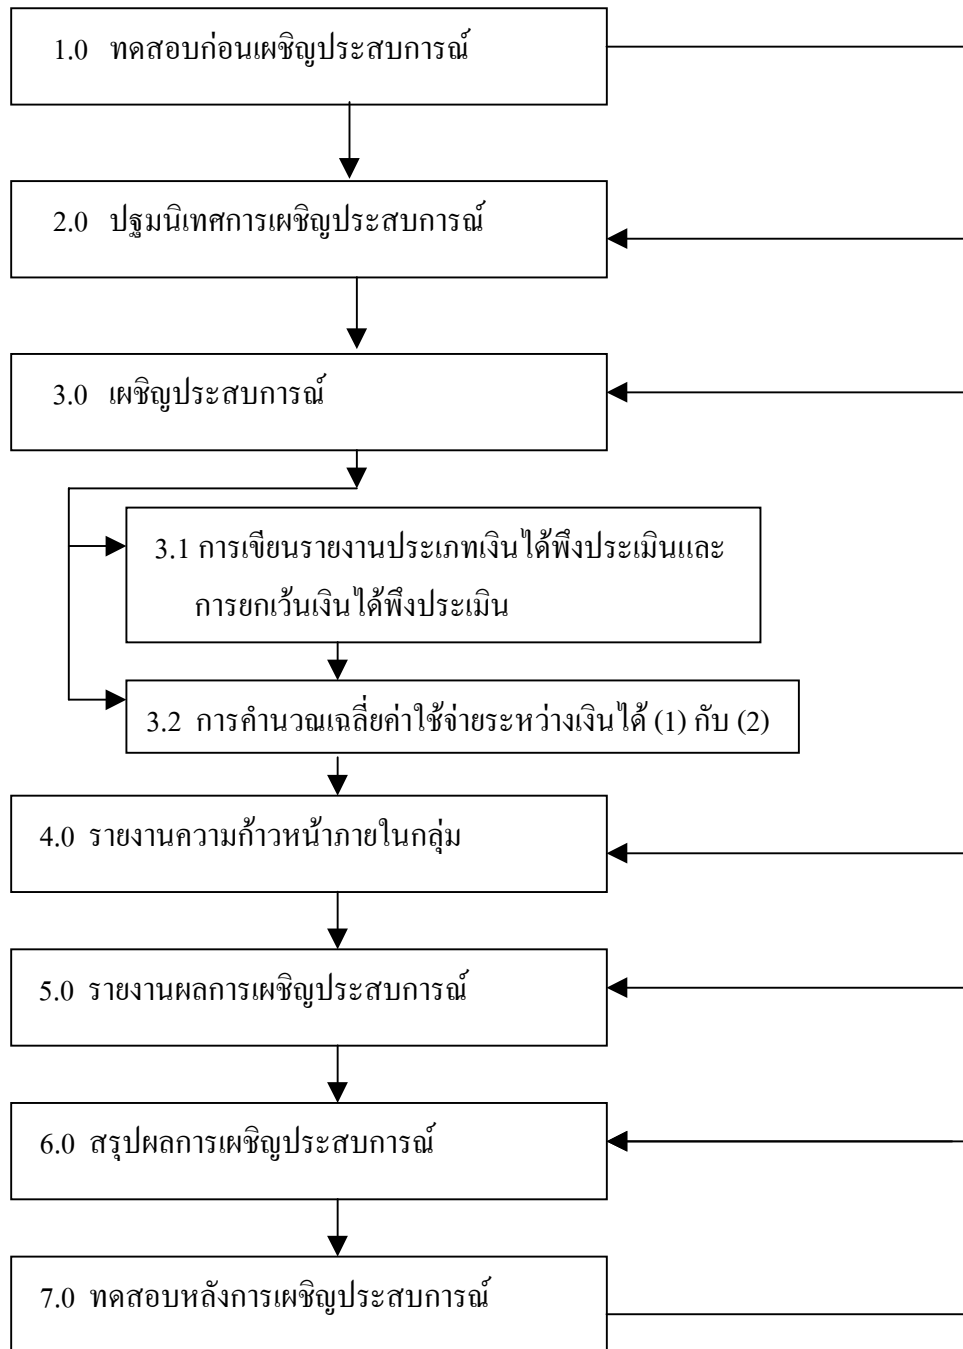 1.0 ทดสอบก่อนเผชิญประสบการณ์
2.0 ปฐมนิเทศการเผชิญประสบการณ์
3.0 เผชิญประสบการณ์
3.1 การเขียนรายงานประเภทเงินได้พึงประเมินและ
การยกเว้นเงินได้พึงประเมิน
3.2 การคำนวณเฉลี่ยค่าใช้จ่ายระหว่างเงินได้ (1) กับ (2)
4.0 รายงานความก้าวหน้าภายในกลุ่ม
5.0 รายงานผลการเผชิญประสบการณ์
6.0 สรุปผลการเผชิญประสบการณ์
7.0 ทดสอบหลังการเผชิญประสบการณ์